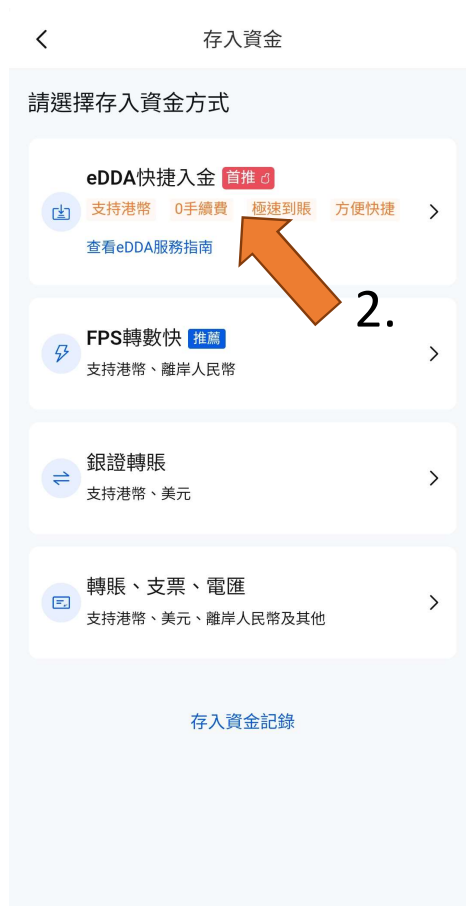 存入資金
請選擇存入資金方式
eDDA快捷入金 首推
支持港幣 0手續費 極速到賬 方便快捷
查看eDDA服務指南
2.
FPS轉數快 推薦
支持港幣、離岸人民幣
銀證轉賬
支持港幣、美元
轉賬、支票、電匯
支持港幣、美元、離岸人民幣及其他
存入資金記錄